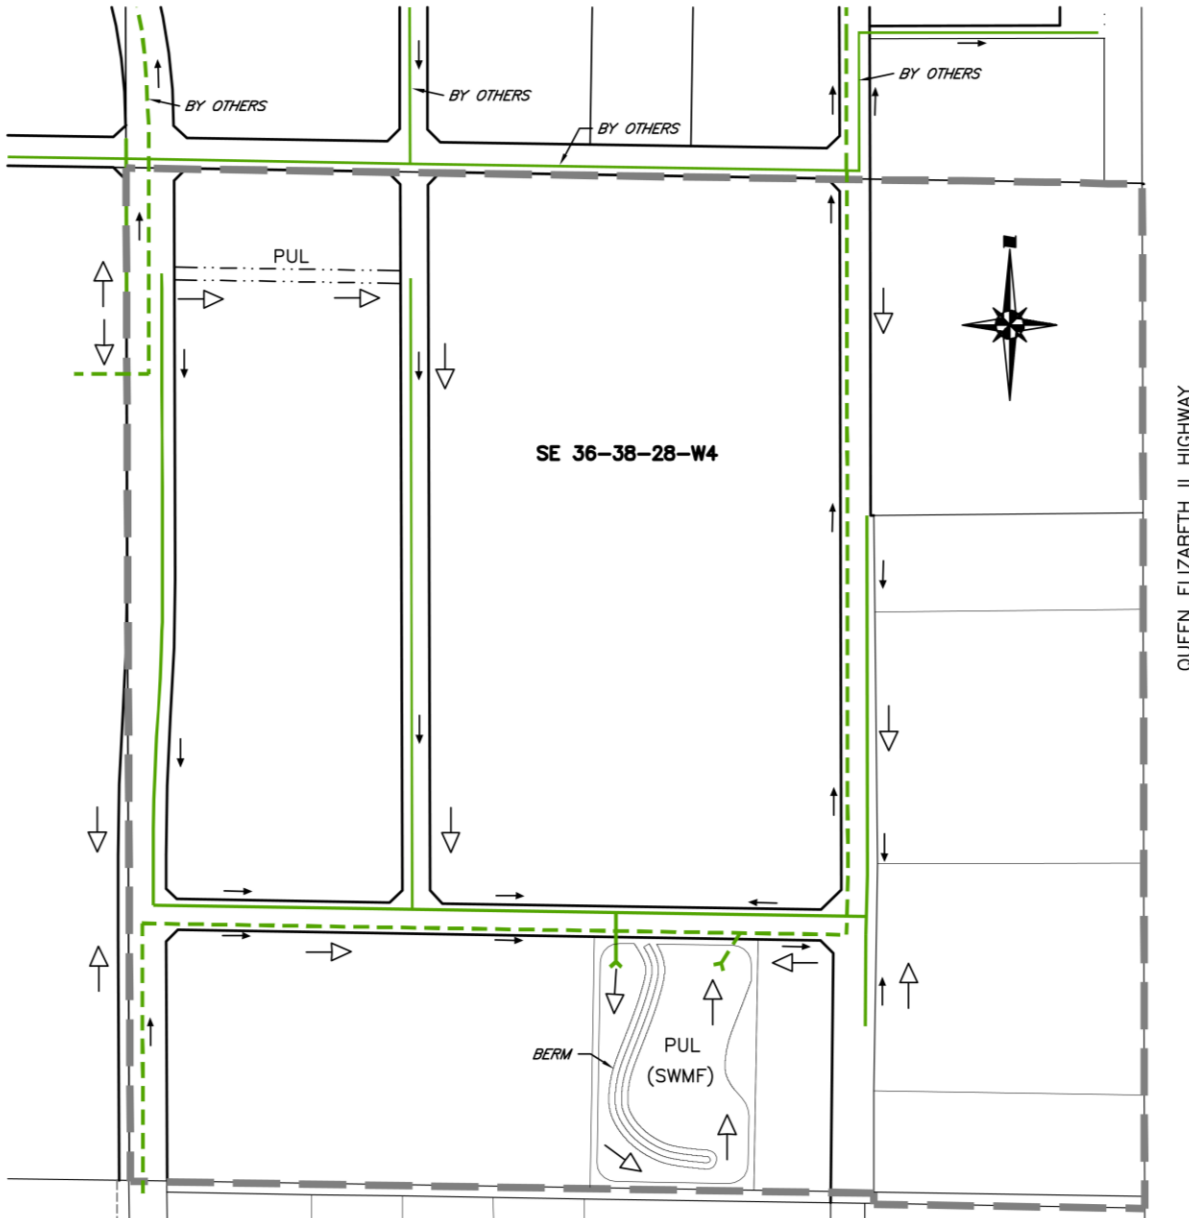 BY OTHERS
BY OTHERS
BY OTHERS
BY OTHERS
PUL
SE 36-38-28-W4
QUEEN ELIZABETH II HIGHWAY
BERM
PUL
(SWMF)